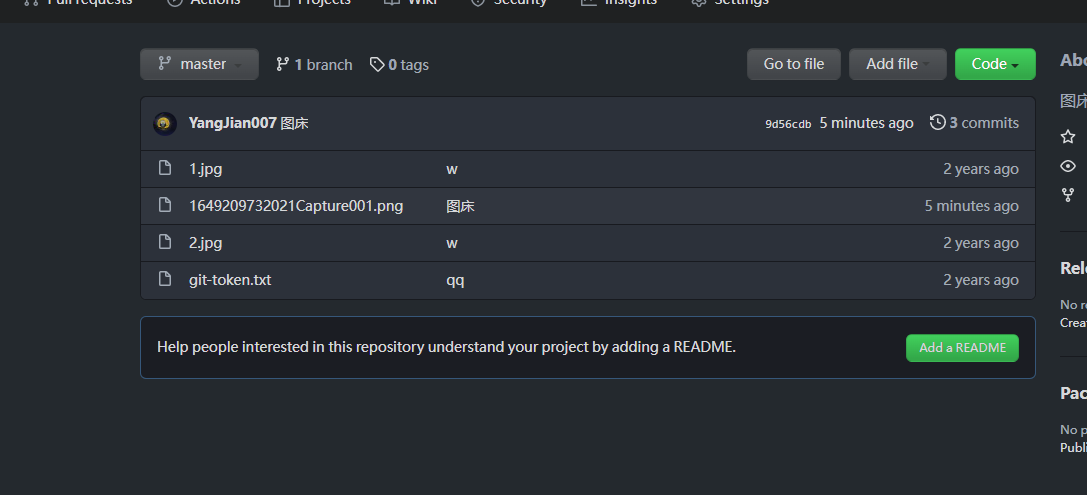 Pull requests Actions Projects Wiki Security Insights Settings
master 1 branch 0 tags Go to file Add file Code
YangJian007 图床 9d56cdb 5 minutes ago 3 commits
1.jpg w 2 years ago
1649209732021Capture001.png 图床 5 minutes ago
2.jpg w 2 years ago
git-token.txt qq 2 years ago
Help people interested in this repository understand your project by adding a README. Add a README
Abo
图床
Rel
No r
Crea
Pac
No p
Publi